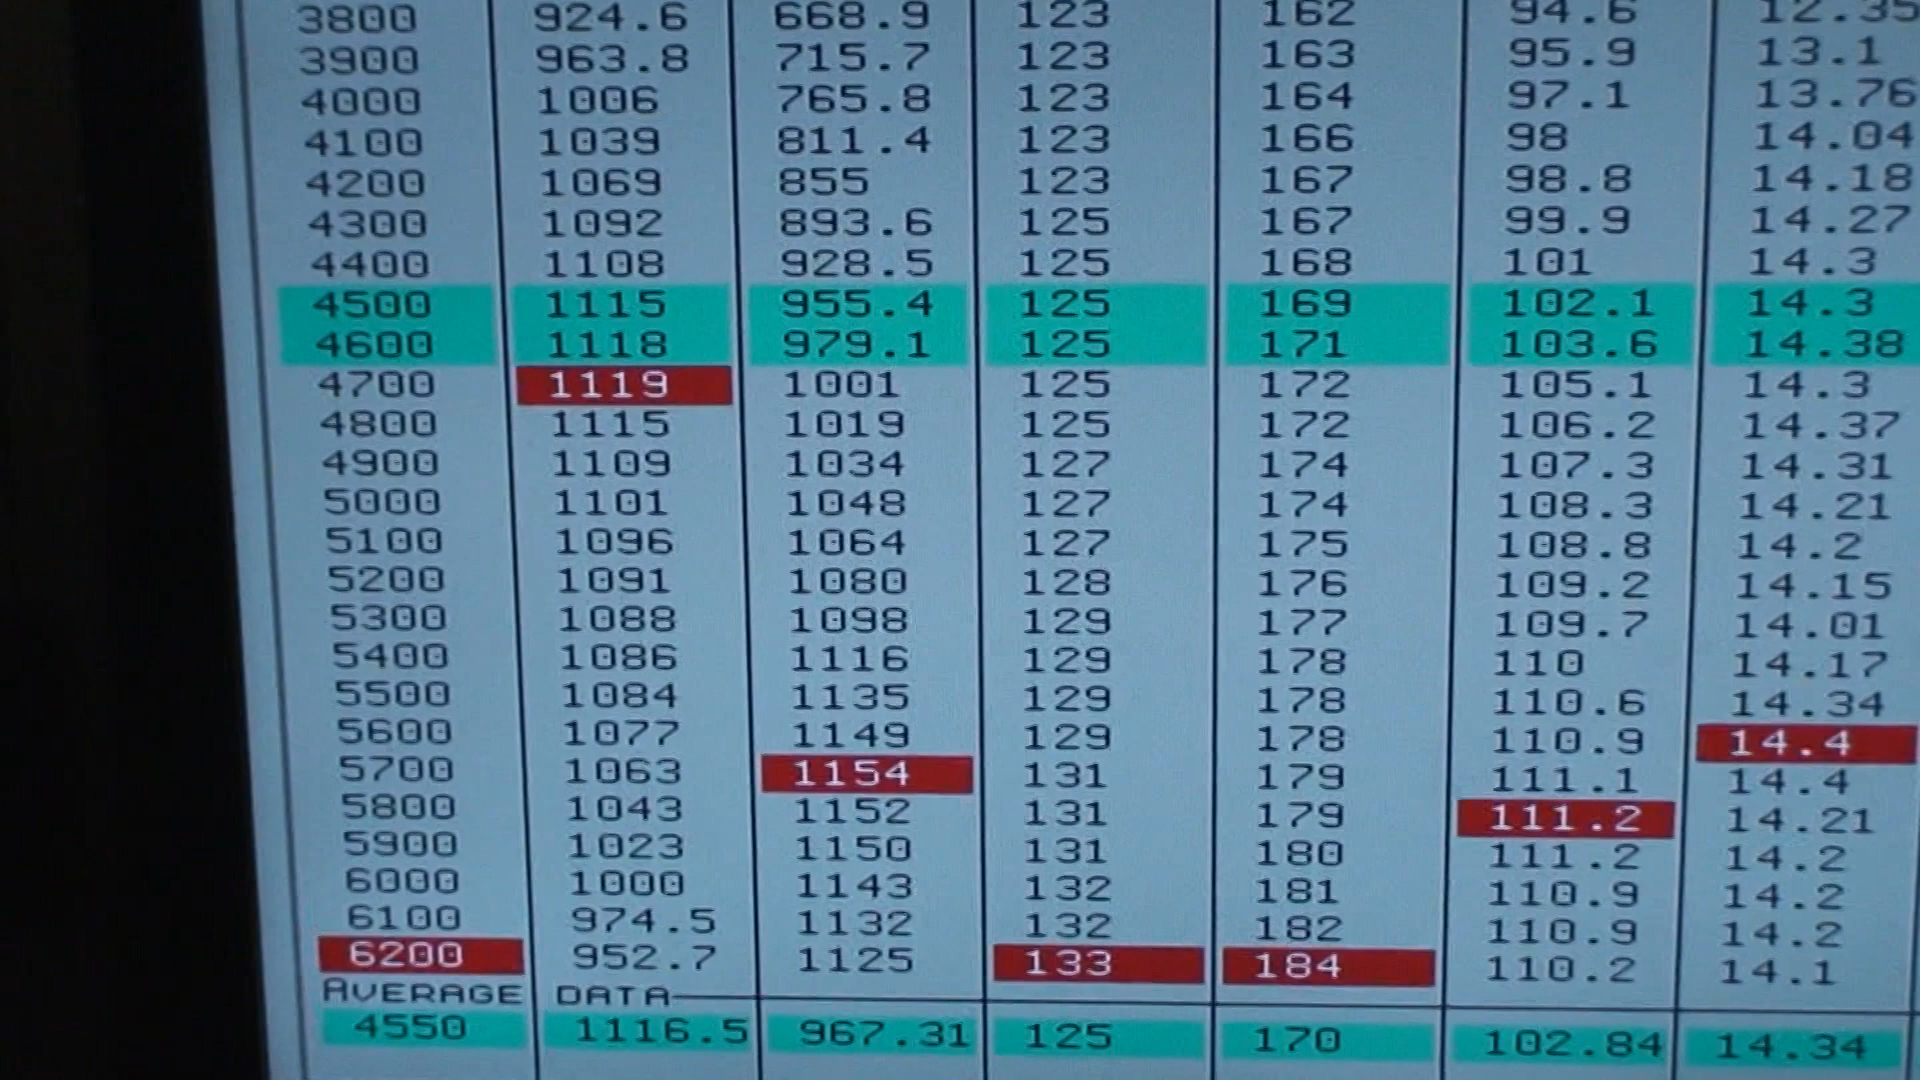 3800 924.6 668.9 123 162 94.6 12.35
3900 963.8 715.7 123 163 95.9 13.1
4000 1006 765.8 123 164 97.1 13.76
4100 1039 811.4 123 166 98 14.04
4200 1069 855 123 167 98.8 14.18
4300 1092 893.6 125 167 99.9 14.27
4400 1108 928.5 125 168 101 14.3
4500 1115 955.4 125 169 102.1 14.3
4600 1118 979.1 125 171 103.6 14.38
4700 1119 1001 125 172 105.1 14.3
4800 1115 1019 125 172 106.2 14.37
4900 1109 1034 127 174 107.3 14.31
5000 1101 1048 127 174 108.3 14.21
5100 1096 1064 127 175 108.8 14.2
5200 1091 1080 128 176 109.2 14.15
5300 1088 1098 129 177 109.7 14.01
5400 1086 1116 129 178 110 14.17
5500 1084 1135 129 178 110.6 14.34
5600 1077 1149 129 178 110.9 14.4
5700 1063 1154 131 179 111.1 14.4
5800 1043 1152 131 179 111.2 14.21
5900 1023 1150 131 180 111.2 14.2
6000 1000 1143 132 181 110.9 14.2
6100 974.5 1132 132 182 110.9 14.2
6200 952.7 1125 133 184 110.2 14.1
AVERAGE DATA
4550 1116.5 967.31 125 170 102.84 14.34